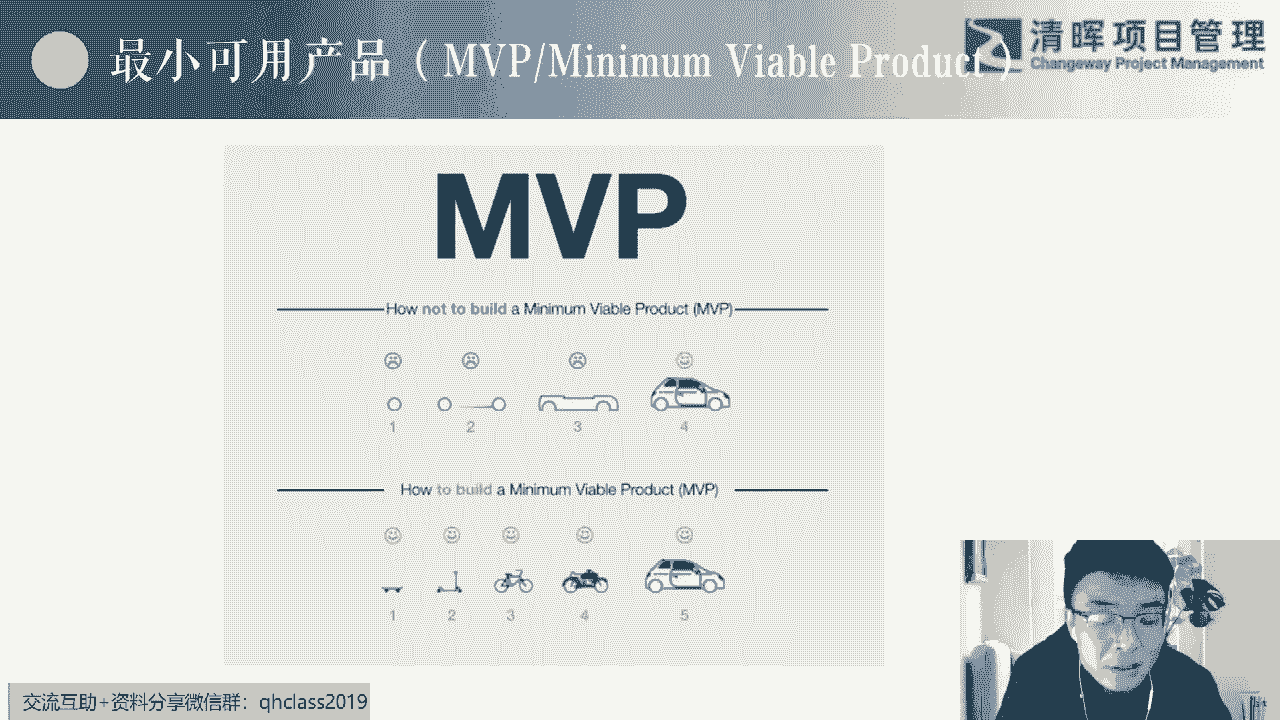 最小可用产品（MVP/Minimum Viable Product）
清晖项目管理
Changeway Project Management
MVP
How not to build a Minimum Viable Product (MVP)
1 2 3 4
How to build a Minimum Viable Product (MVP)
1 2 3 4 5
交流互助+资料分享微信群：qhclass2019